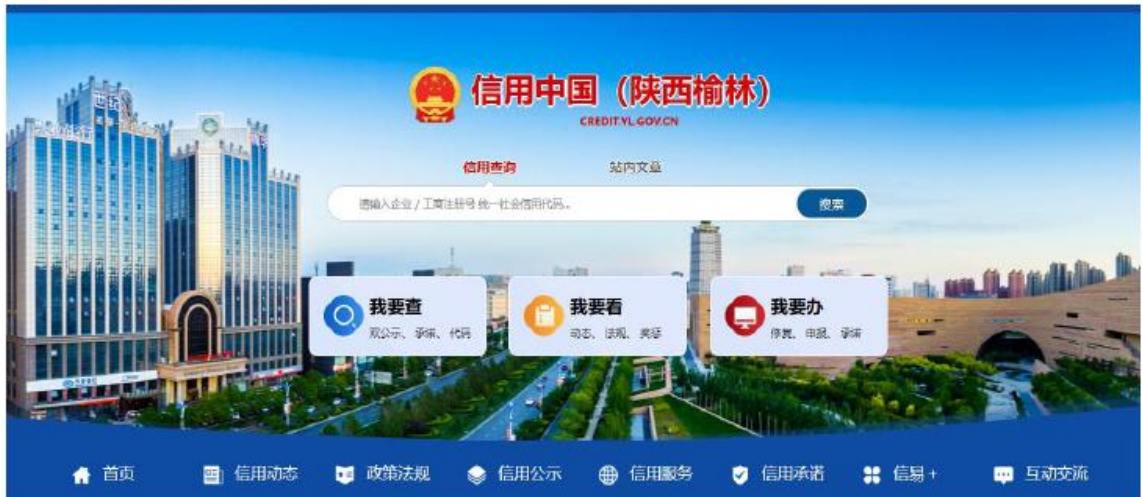 信用中国（陕西榆林）
CREDIT.YL.GOV.CN
信用查询 站内文章
请输入企业 / 工商注册号 统一社会信用代码..
搜索
我要查
双公示、承诺、代码
我要看
动态、法规、奖惩
我要办
修复、申报、承诺
首页 信用动态 政策法规 信用公示 信用服务 信用承诺 信易+ 互动交流